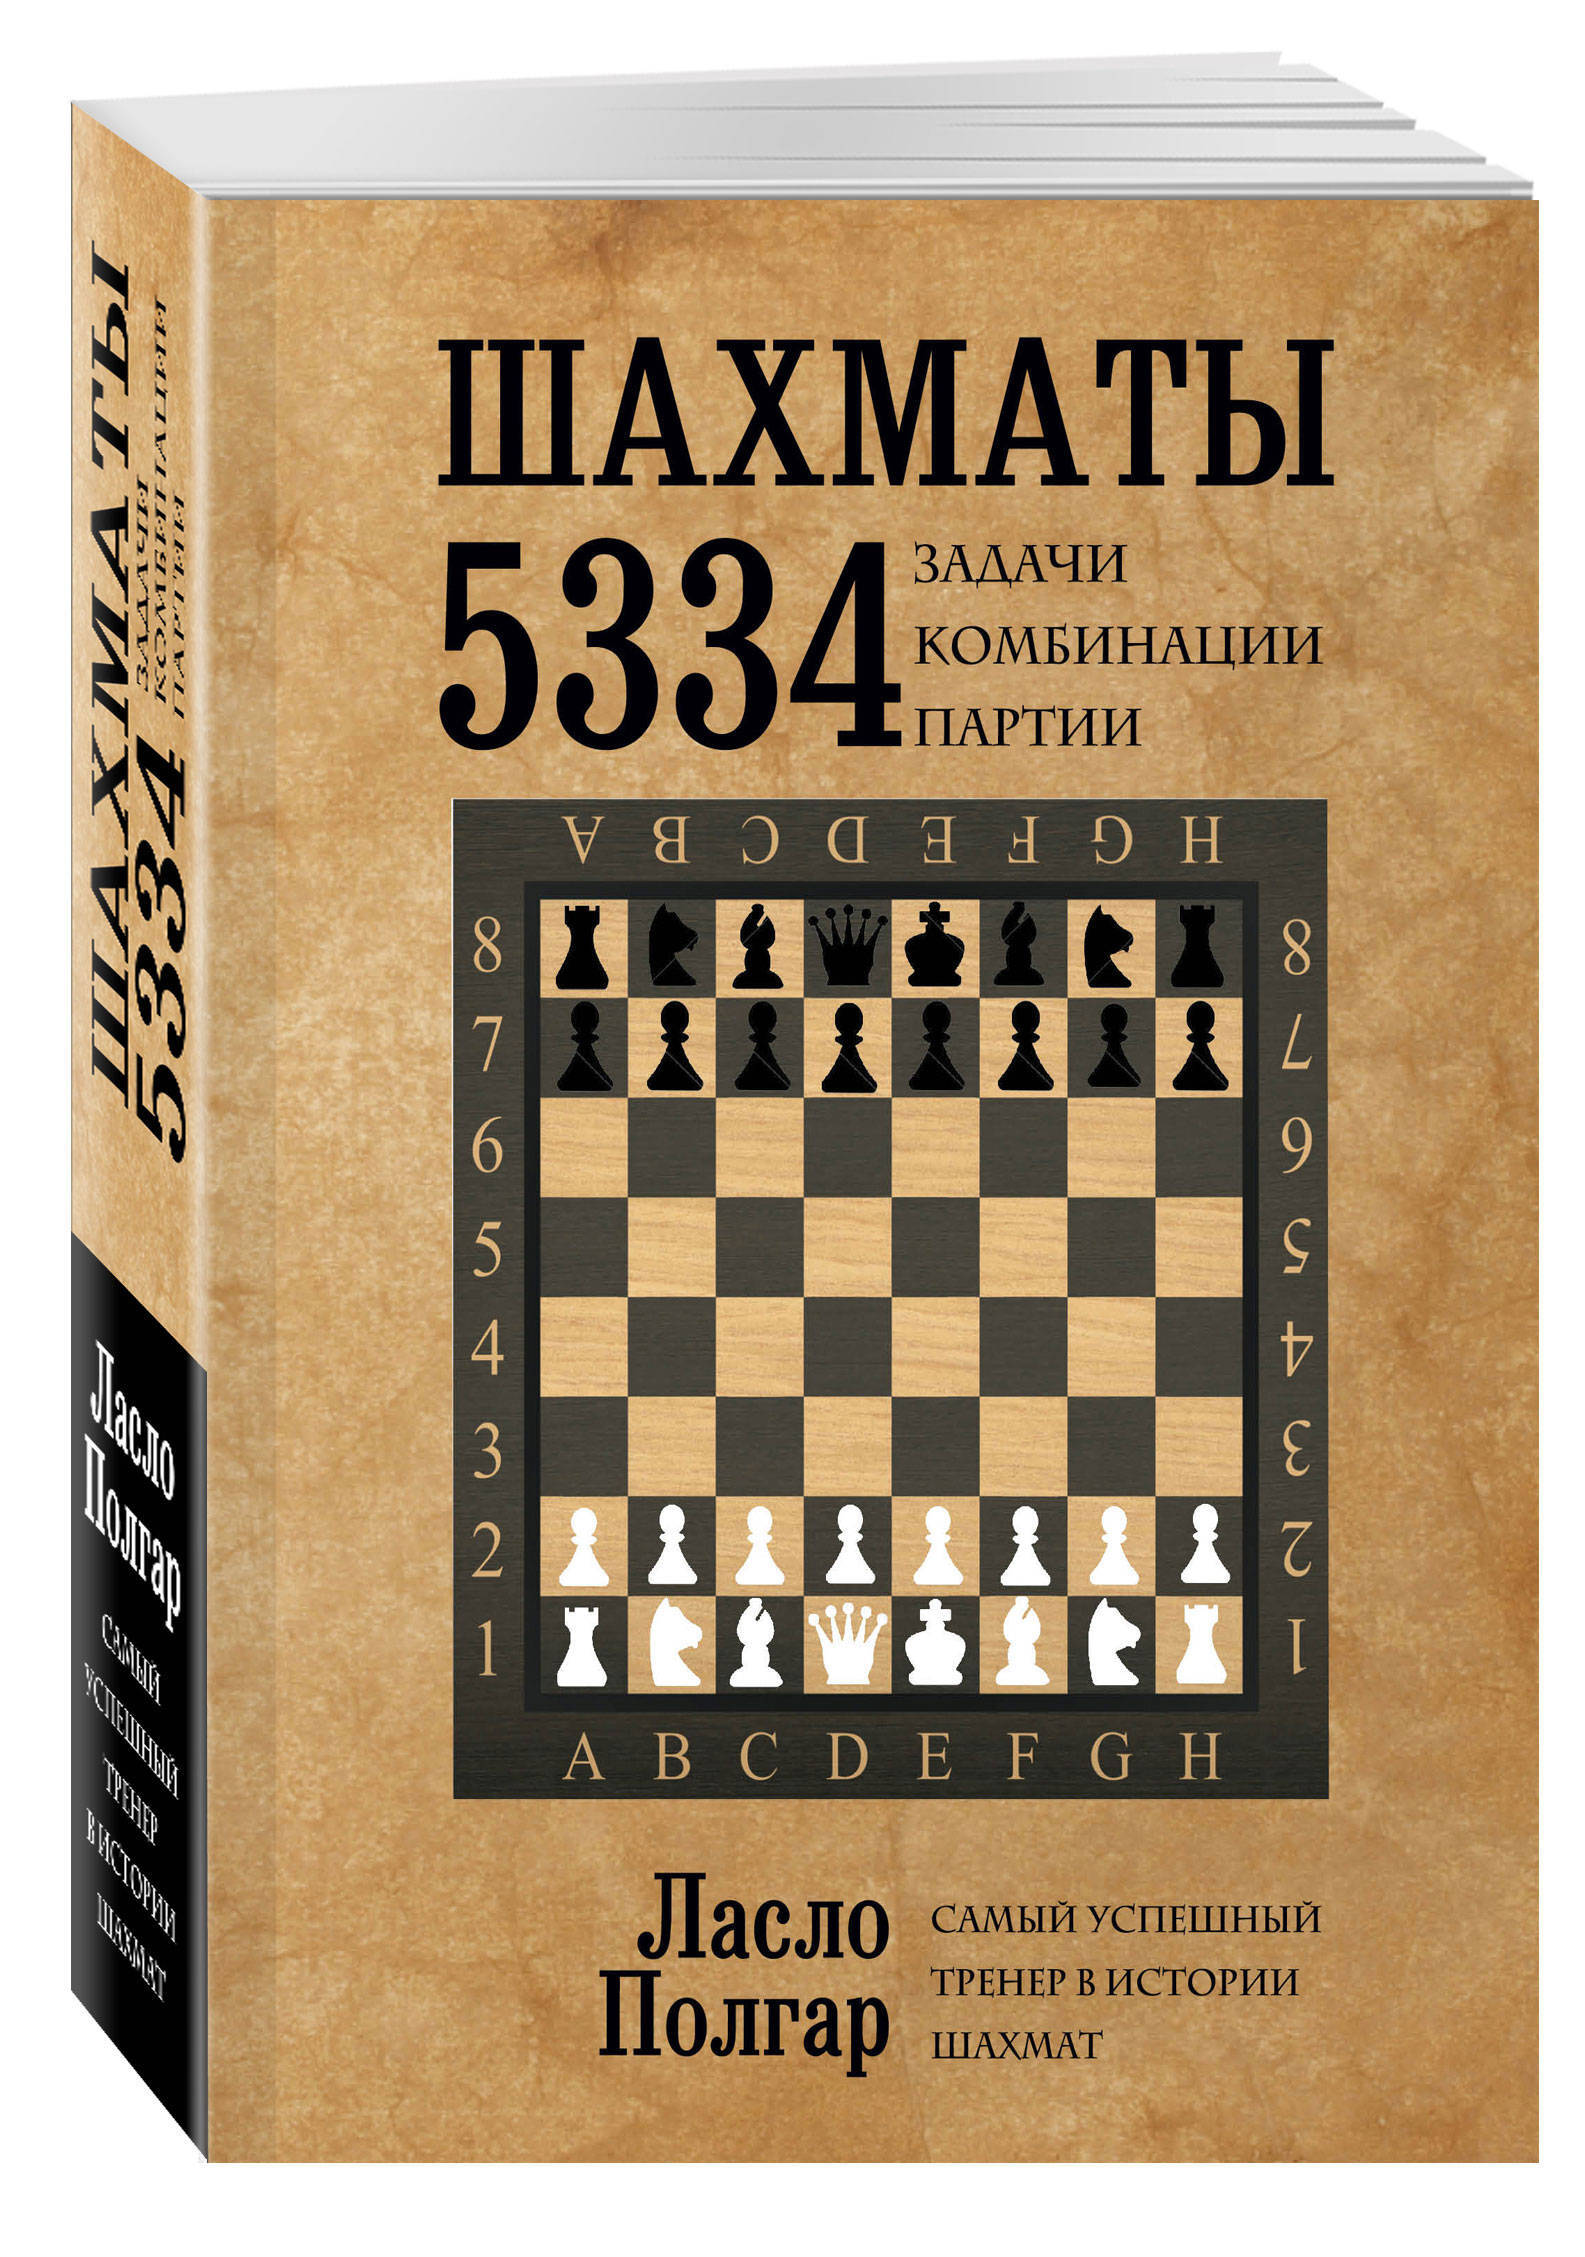 ШАХМАТЫ
5334
ЗАДАЧИ
КОМБИНАЦИИ
ПАРТИИ
A B C D E F G H
8 8
7 7
6 6
5 5
4 4
3 3
2 2
1 1
A B C D E F G H
Ласло
Полгар
САМЫЙ УСПЕШНЫЙ
ТРЕНЕР В ИСТОРИИ
ШАХМАТ
ШАХМАТЫ
5334
ЗАДАЧИ
КОМБИНАЦИИ
ПАРТИИ
Ласло
Полгар
САМЫЙ
УСПЕШНЫЙ
ТРЕНЕР
В ИСТОРИИ
ШАХМАТ